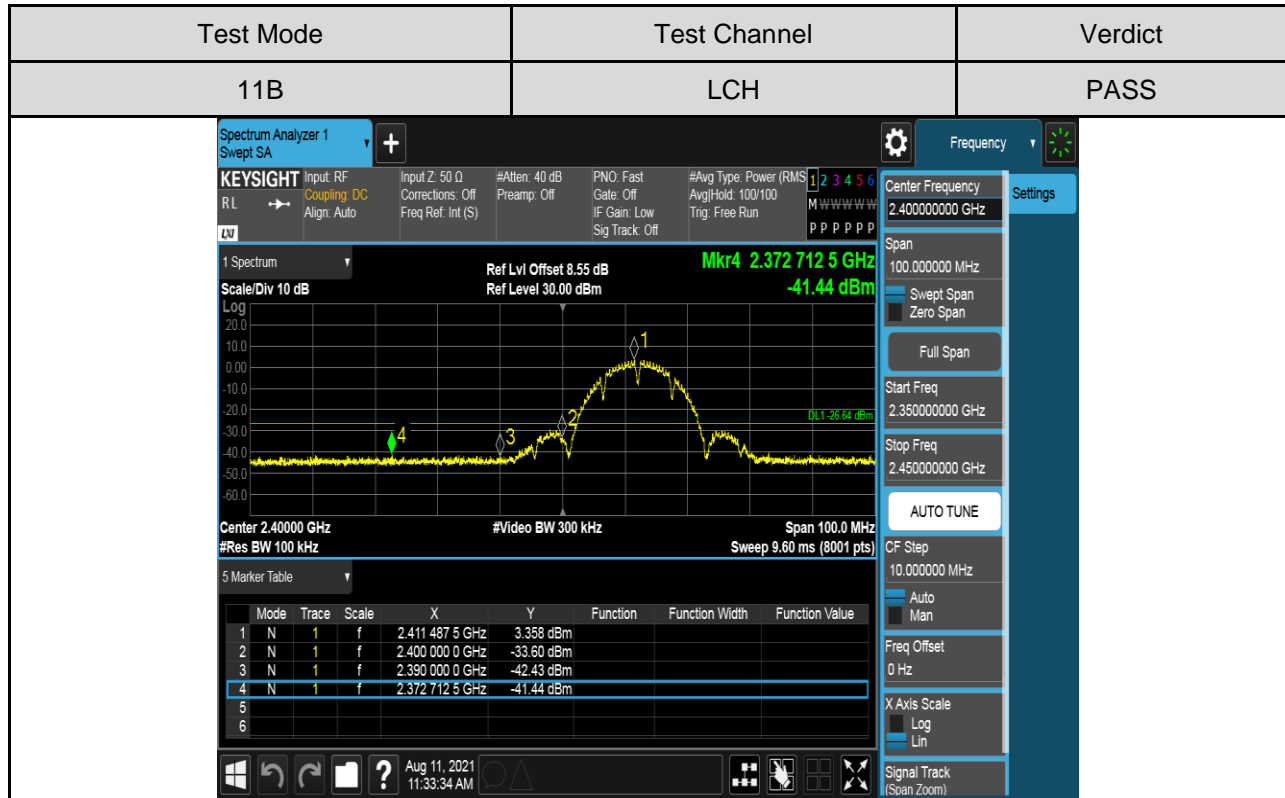 Test Mode Test Channel Verdict
11B LCH PASS
Spectrum Analyzer 1
Swept SA
+
Frequency
KEYSIGHT Input: RF Input Z: 50 Ω #Atten: 40 dB PNO: Fast #Avg Type: Power (RMS 1 2 3 4 5 6
RL Coupling: DC Corrections: Off Preamp: Off Gate: Off Avg|Hold: 100/100 M W W W W W
Align: Auto Freq Ref: Int (S) IF Gain: Low Trig: Free Run
LXI Sig Track: Off P P P P P P
Center Frequency
2.400000000 GHz
Settings
1 Spectrum
Ref Lvl Offset 8.55 dB
Mkr4 2.372 712 5 GHz
Scale/Div 10 dB Ref Level 30.00 dBm -41.44 dBm
Log
20.0
10.0
0.00
-10.0
-20.0
-30.0
-40.0
-50.0
-60.0
1
2
3
4
DL1 -26.64 dBm
Center 2.40000 GHz #Video BW 300 kHz Span 100.0 MHz
#Res BW 100 kHz Sweep 9.60 ms (8001 pts)
Span
100.000000 MHz
Swept Span
Zero Span
Full Span
Start Freq
2.350000000 GHz
Stop Freq
2.450000000 GHz
AUTO TUNE
CF Step
10.000000 MHz
Auto
Man
Freq Offset
0 Hz
X Axis Scale
Log
Lin
Signal Track
(Span Zoom)
5 Marker Table
Mode Trace Scale X Y Function Function Width Function Value
1 N 1 f 2.411 487 5 GHz 3.358 dBm
2 N 1 f 2.400 000 0 GHz -33.60 dBm
3 N 1 f 2.390 000 0 GHz -42.43 dBm
4 N 1 f 2.372 712 5 GHz -41.44 dBm
5
6
? Aug 11, 2021
11:33:34 AM